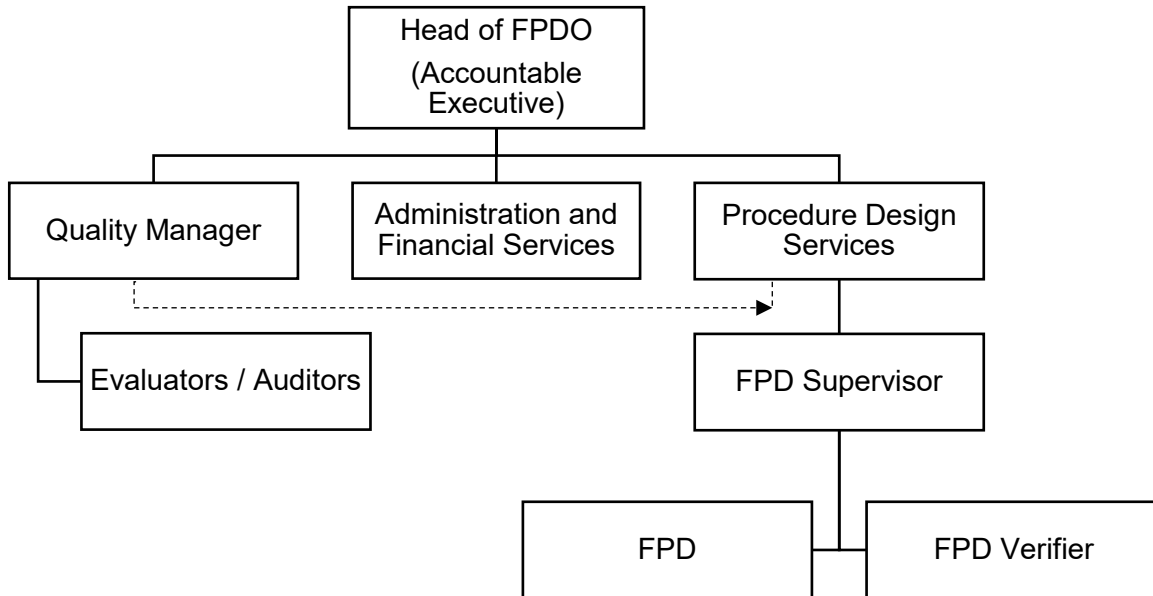 Head of FPDO
(Accountable
Executive)
Quality Manager
Administration and
Financial Services
Procedure Design
Services
Evaluators / Auditors
FPD Supervisor
FPD
FPD Verifier